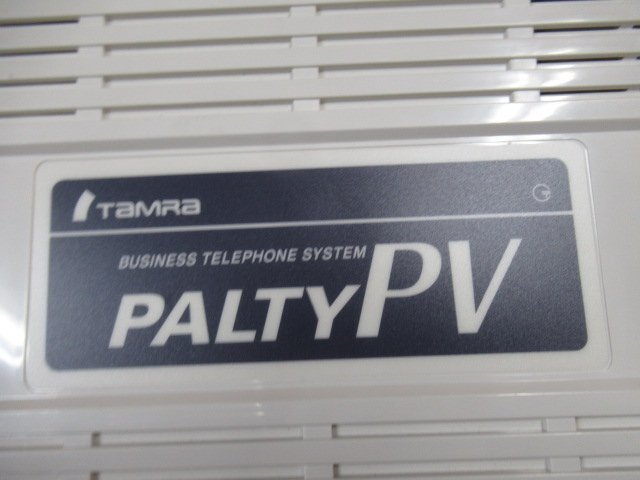 TAMRA
G
BUSINESS TELEPHONE SYSTEM
PALTY PV